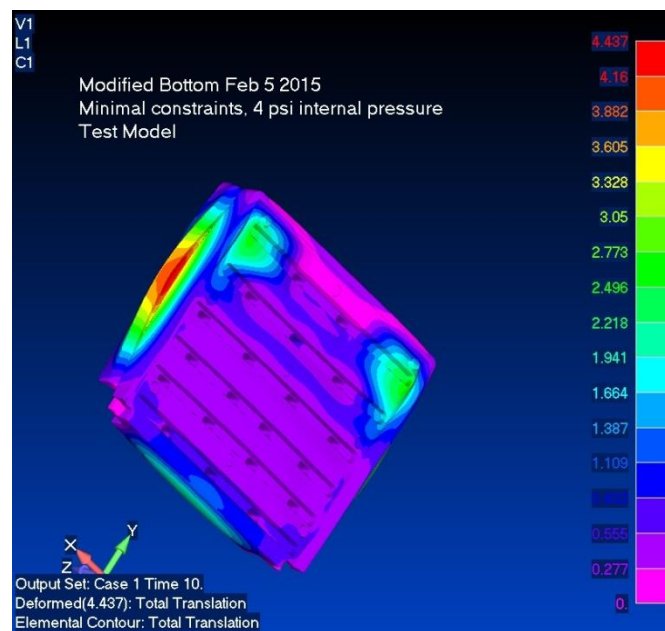 V1
L1
C1
Modified Bottom Feb 5 2015
Minimal constraints, 4 psi internal pressure
Test Model
4.437
4.16
3.882
3.605
3.328
3.05
2.773
2.496
2.218
1.941
1.664
1.387
1.109
0.555
0.277
0.
Y
X
Z
Output Set: Case 1 Time 10.
Deformed(4.437): Total Translation
Elemental Contour: Total Translation